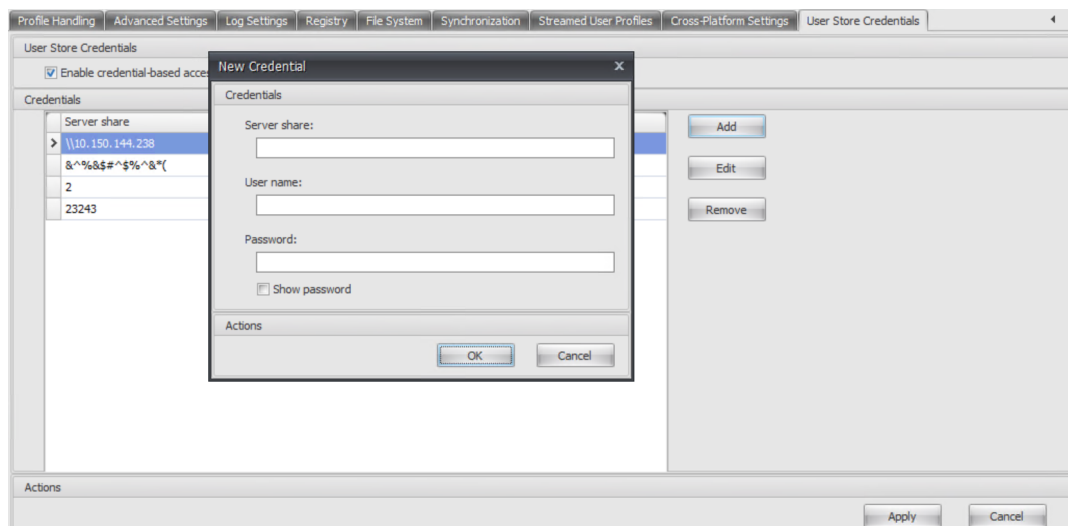 Profile Handling Advanced Settings Log Settings Registry File System Synchronization Streamed User Profiles Cross-Platform Settings User Store Credentials
User Store Credentials
Enable credential-based acces
New Credential x
Credentials
Credentials
Server share
Server share:
Add
\\10.150.144.238
&^%&$#^$%^&*(
Edit
User name:
2
23243
Remove
Password:
Show password
Actions
OK Cancel
Actions
Apply Cancel